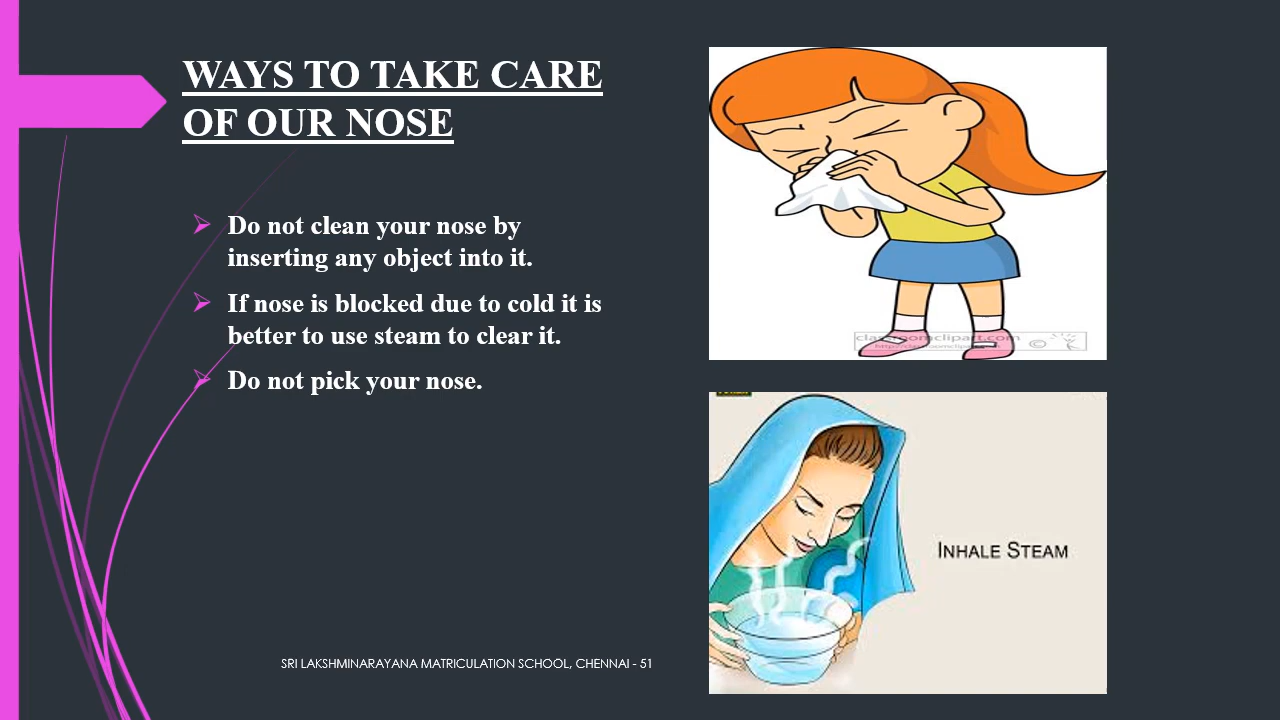 WAYS TO TAKE CARE
OF OUR NOSE
Do not clean your nose by
inserting any object into it.
If nose is blocked due to cold it is
better to use steam to clear it.
Do not pick your nose.
classroomclipart.com
©
INHALE STEAM
SRI LAKSHMINARAYANA MATRICULATION SCHOOL, CHENNAI - 51